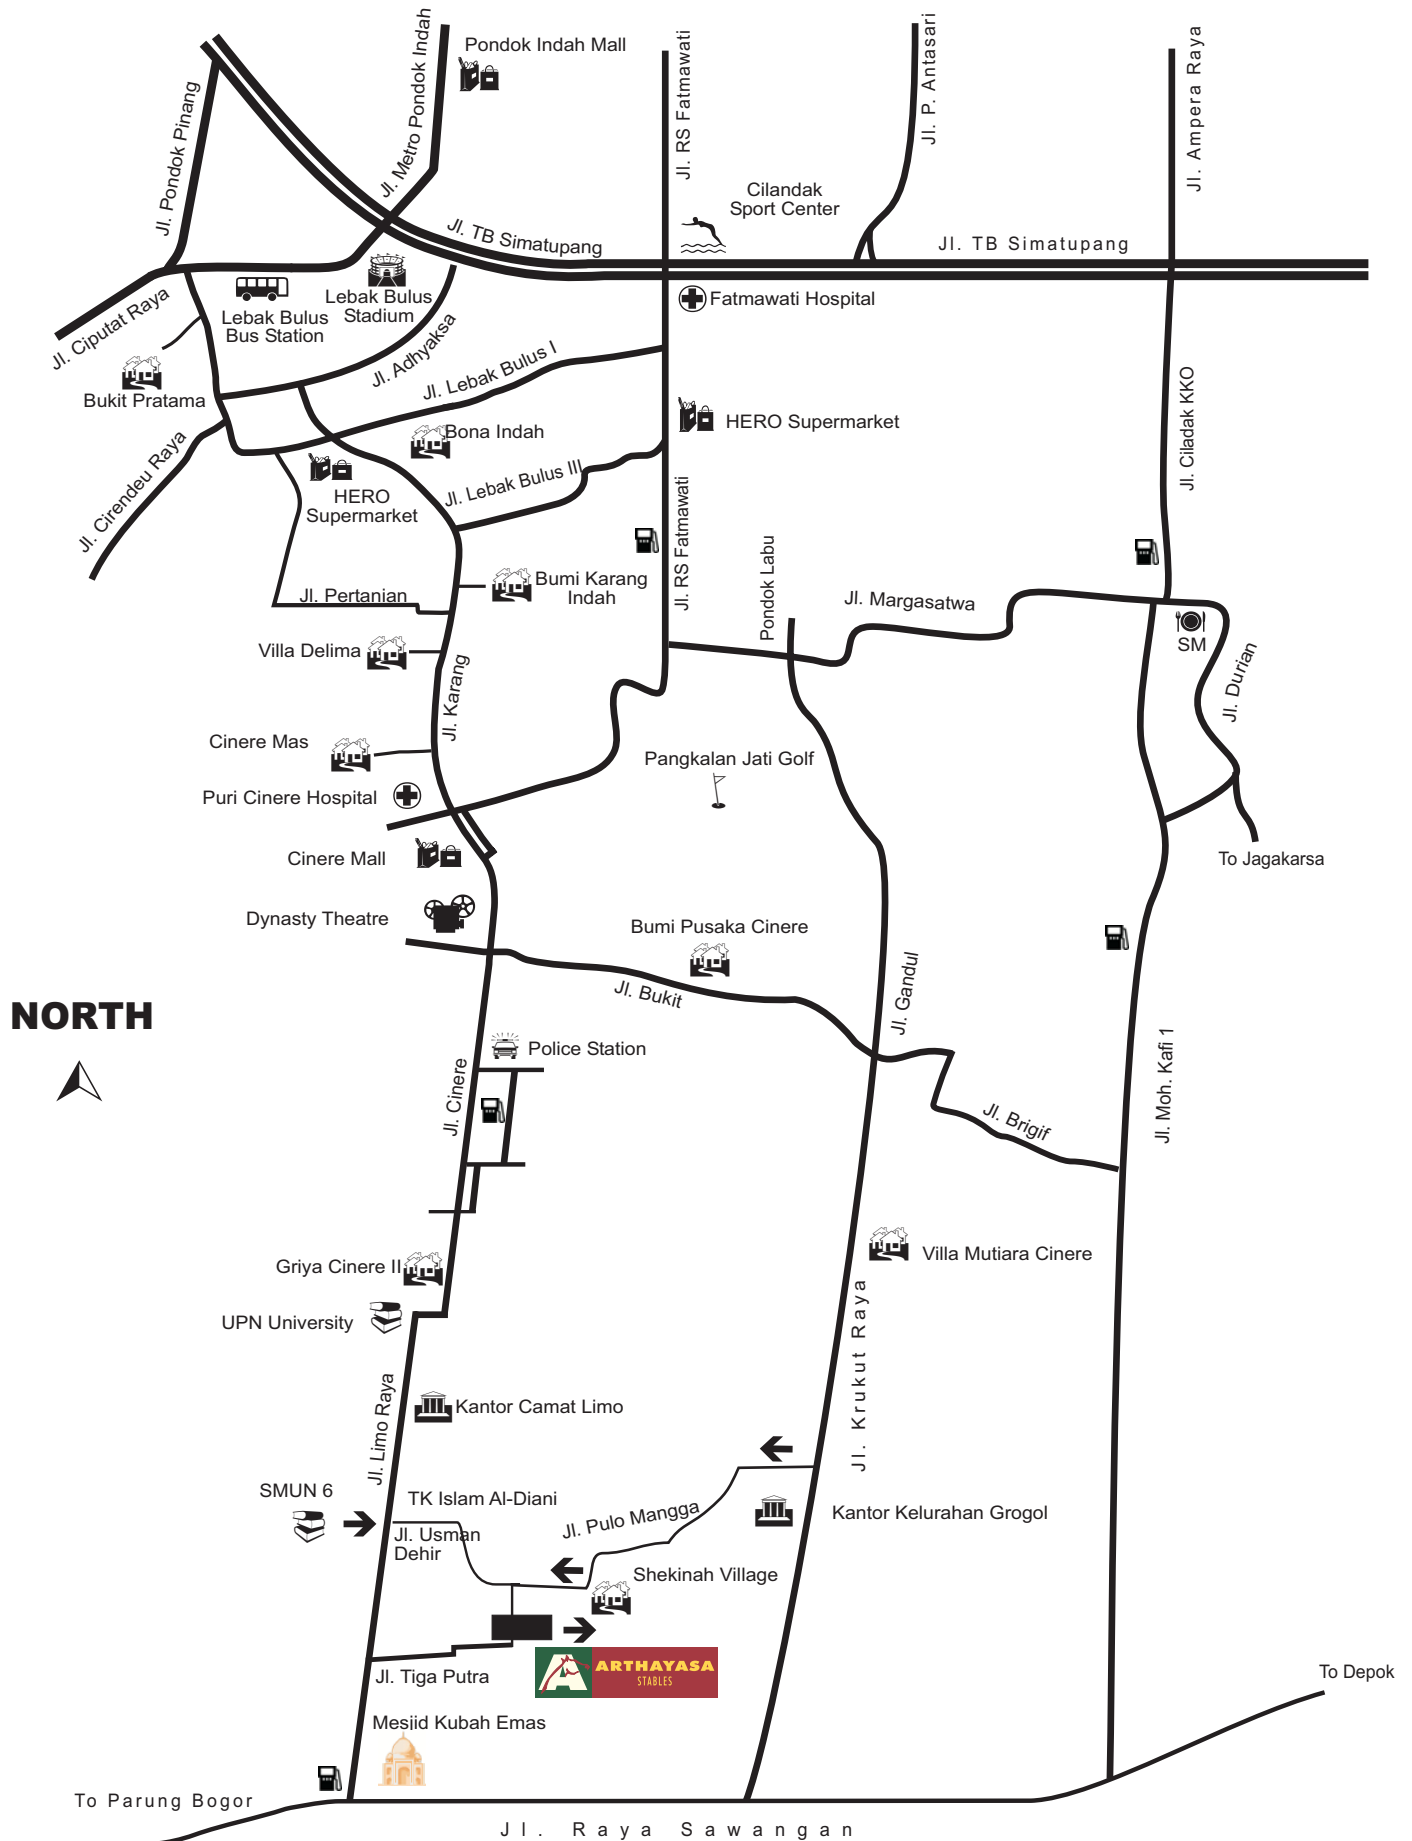 Pondok Indah Mall
Jl. Metro Pondok Indah
Jl. Pondok Pinang
Jl. RS Fatmawati
Jl. P. Antasari
Jl. Ampera Raya
Cilandak
Sport Center
Jl. TB Simatupang
Jl. TB Simatupang
Fatmawati Hospital
Lebak Bulus
Stadium
Lebak Bulus
Bus Station
Jl. Ciputat Raya
Jl. Adhyaksa
Jl. Lebak Bulus I
Bukit Pratama
Bona Indah
HERO Supermarket
Jl. Ciladak KKO
Jl. Cirendeu Raya
Jl. Lebak Bulus III
HERO
Supermarket
Jl. RS Fatmawati
Pondok Labu
Bumi Karang
Indah
Jl. Pertanian
Jl. Margasatwa
SM
Villa Delima
Jl. Karang
Jl. Durian
Cinere Mas
Pangkalan Jati Golf
Puri Cinere Hospital
Cinere Mall
To Jagakarsa
Dynasty Theatre
Bumi Pusaka Cinere
Jl. Bukit
Jl. Gandul
NORTH
Police Station
Jl. Cinere
Jl. Brigif
Jl. Moh. Kafi 1
Villa Mutiara Cinere
Griya Cinere II
UPN University
Jl. Krukut Raya
Jl. Limo Raya
Kantor Camat Limo
SMUN 6
TK Islam Al-Diani
Jl. Usman
Dehir
Jl. Pulo Mangga
Kantor Kelurahan Grogol
Shekinah Village
A
ARTHAYASA
STABLES
Jl. Tiga Putra
To Depok
Mesjid Kubah Emas
To Parung Bogor
Jl. Raya Sawangan